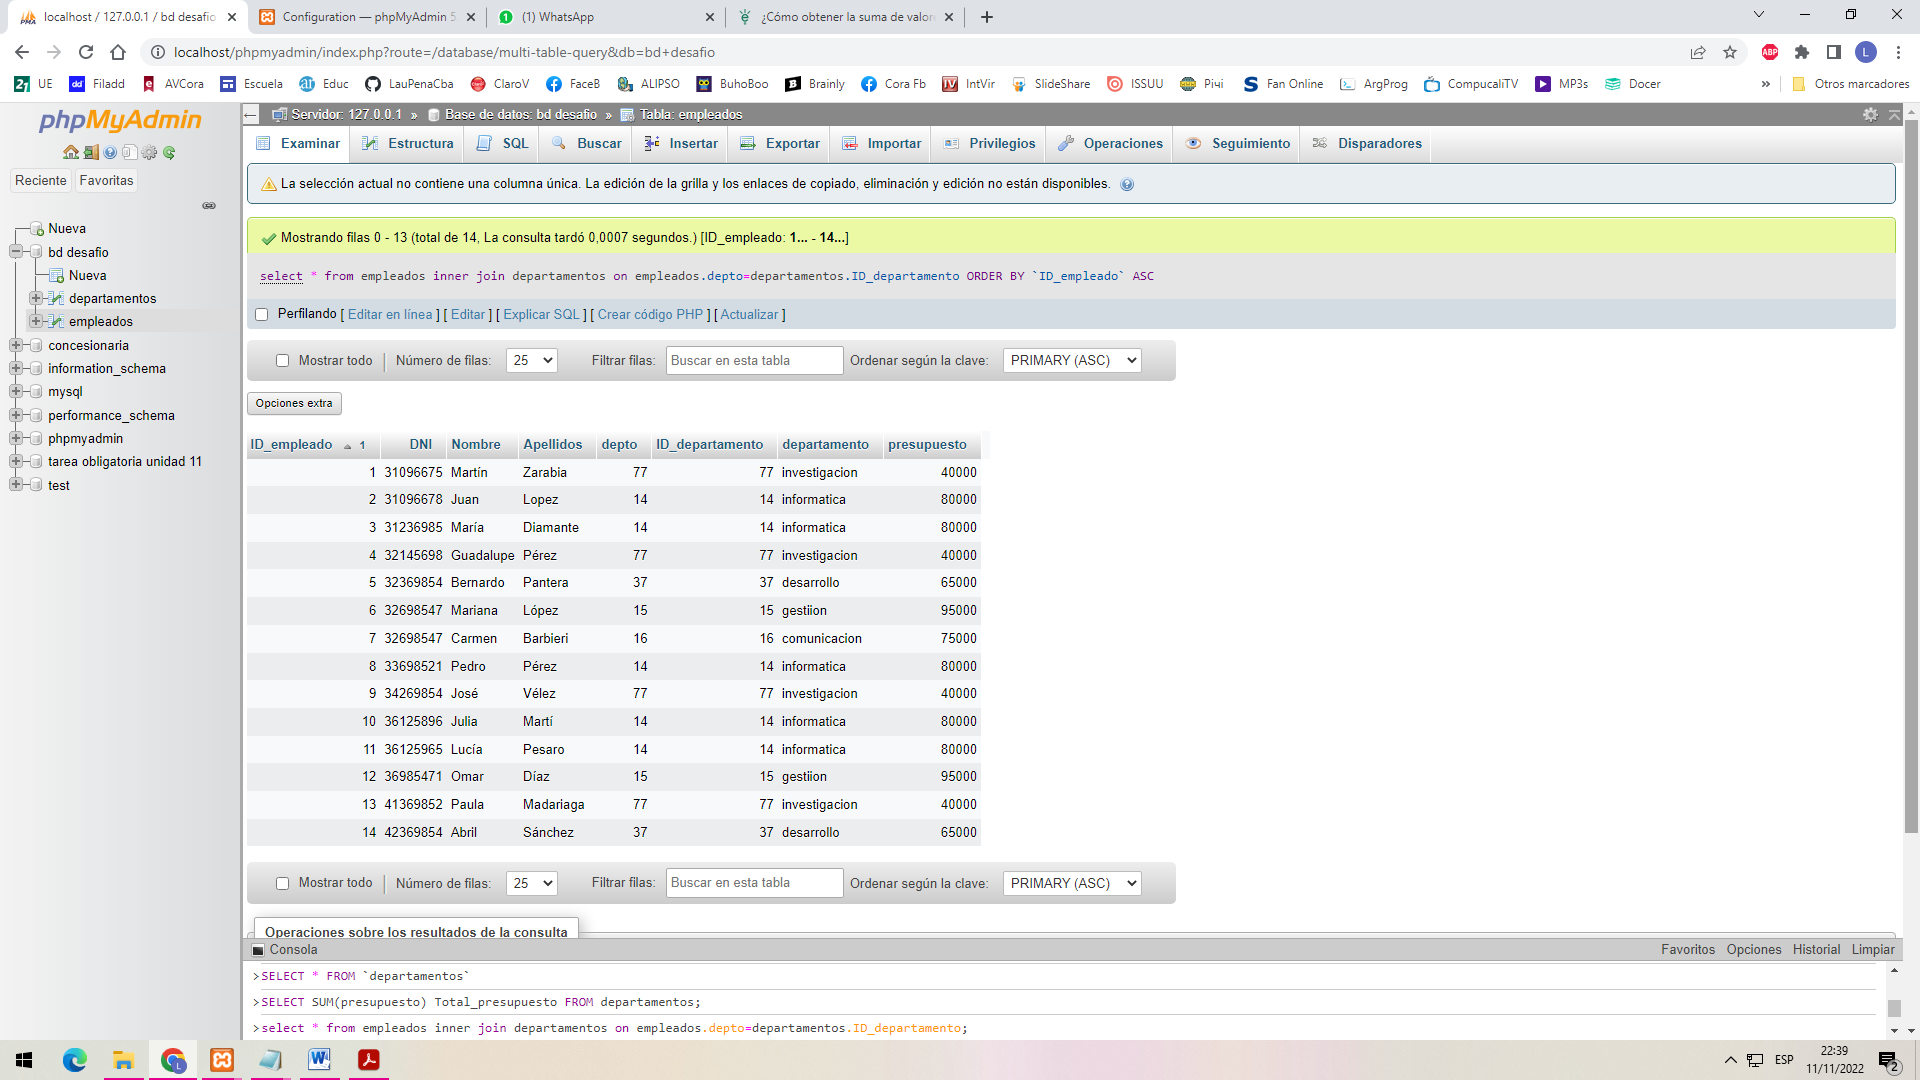 localhost / 127.0.0.1 / bd desafio
Configuration — phpMyAdmin 5
(1) WhatsApp
¿Cómo obtener la suma de valor
localhost/phpmyadmin/index.php?route=/database/multi-table-query&db=bd+desafio
UE Filadd AVCora Escuela Educ LauPenaCba ClaroV FaceB ALIPSO BuhoBoo Brainly Cora Fb IntVir SlideShare ISSUU Piui Fan Online ArgProg CompucaliTV MP3s Docer » Otros marcadores
phpMyAdmin
Reciente Favoritas
Nueva
bd desafio
Nueva
departamentos
empleados
concesionaria
information_schema
mysql
performance_schema
phpmyadmin
tarea obligatoria unidad 11
test
Servidor: 127.0.0.1 » Base de datos: bd desafio » Tabla: empleados
Examinar Estructura SQL Buscar Insertar Exportar Importar Privilegios Operaciones Seguimiento Disparadores
La selección actual no contiene una columna única. La edición de la grilla y los enlaces de copiado, eliminación y edición no están disponibles.
Mostrando filas 0 - 13 (total de 14, La consulta tardó 0,0007 segundos.) [ID_empleado: 1... - 14...]
select * from empleados inner join departamentos on empleados.depto=departamentos.ID_departamento ORDER BY `ID_empleado` ASC
Perfilando [ Editar en línea ] [ Editar ] [ Explicar SQL ] [ Crear código PHP ] [ Actualizar ]
Mostrar todo Número de filas: 25 Filtrar filas: Buscar en esta tabla Ordenar según la clave: PRIMARY (ASC)
Opciones extra
ID_empleado 1 DNI Nombre Apellidos depto ID_departamento departamento presupuesto
1 31096675 Martín Zarabia 77 77 investigacion 40000
2 31096678 Juan Lopez 14 14 informatica 80000
3 31236985 María Diamante 14 14 informatica 80000
4 32145698 Guadalupe Pérez 77 77 investigacion 40000
5 32369854 Bernardo Pantera 37 37 desarrollo 65000
6 32698547 Mariana López 15 15 gestiion 95000
7 32698547 Carmen Barbieri 16 16 comunicacion 75000
8 33698521 Pedro Pérez 14 14 informatica 80000
9 34269854 José Vélez 77 77 investigacion 40000
10 36125896 Julia Martí 14 14 informatica 80000
11 36125965 Lucía Pesaro 14 14 informatica 80000
12 36985471 Omar Díaz 15 15 gestiion 95000
13 41369852 Paula Madariaga 77 77 investigacion 40000
14 42369854 Abril Sánchez 37 37 desarrollo 65000
Mostrar todo Número de filas: 25 Filtrar filas: Buscar en esta tabla Ordenar según la clave: PRIMARY (ASC)
Operaciones sobre los resultados de la consulta
Consola Favoritos Opciones Historial Limpiar
>SELECT * FROM `departamentos`
>SELECT SUM(presupuesto) Total_presupuesto FROM departamentos;
>select * from empleados inner join departamentos on empleados.depto=departamentos.ID_departamento;
ESP
22:39
11/11/2022
2